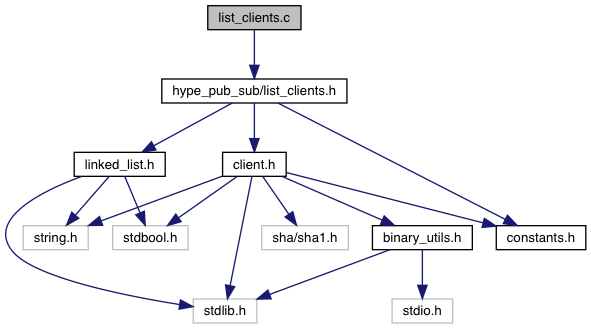 list_clients.c
hype_pub_sub/list_clients.h
linked_list.h
client.h
string.h
stdbool.h
sha/sha1.h
binary_utils.h
constants.h
stdlib.h
stdio.h